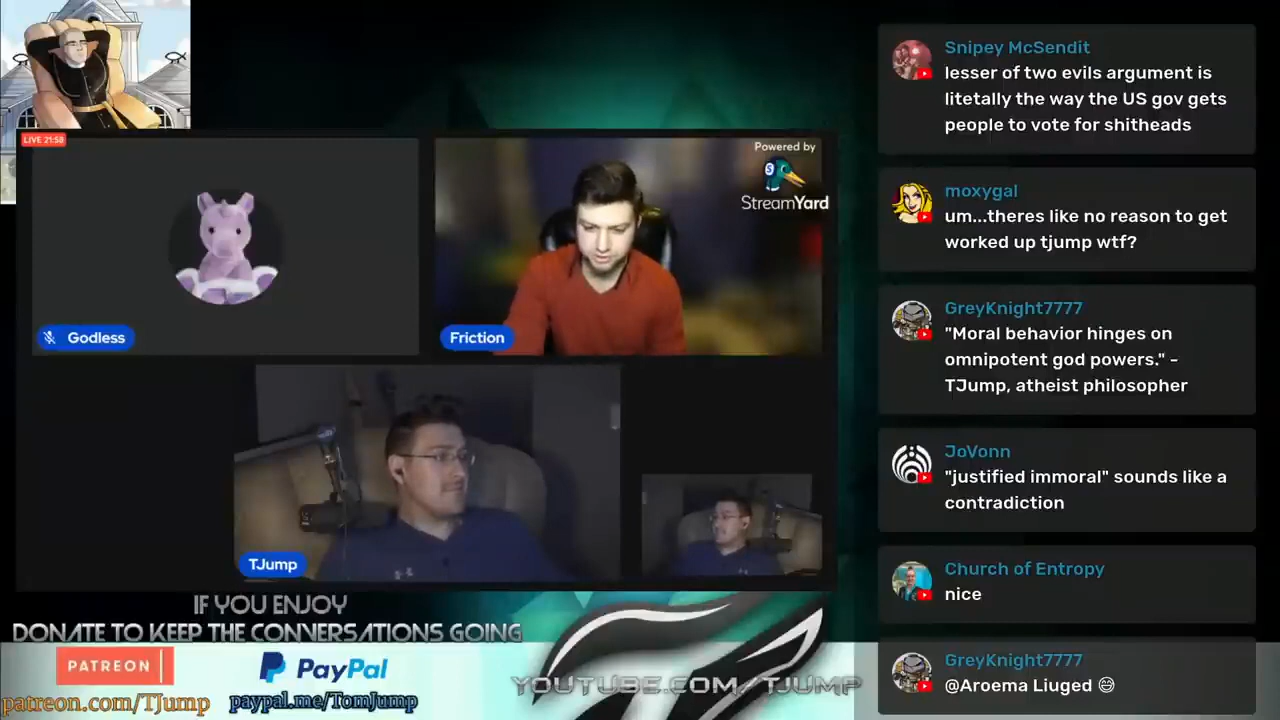 LIVE 21:58
Powered by
StreamYard
Godless
Friction
TJump
IF YOU ENJOY
DONATE TO KEEP THE CONVERSATIONS GOING
PATREON
PayPal
patreon.com/TJump
paypal.me/TomJump
YOUTUBE.COM/TJUMP
Snipey McSendit
lesser of two evils argument is
litetally the way the US gov gets
people to vote for shitheads
moxygal
um...theres like no reason to get
worked up tjump wtf?
GreyKnight7777
"Moral behavior hinges on
omnipotent god powers." -
TJump, atheist philosopher
JoVonn
"justified immoral" sounds like a
contradiction
Church of Entropy
nice
GreyKnight7777
@Aroema Liuged 😄